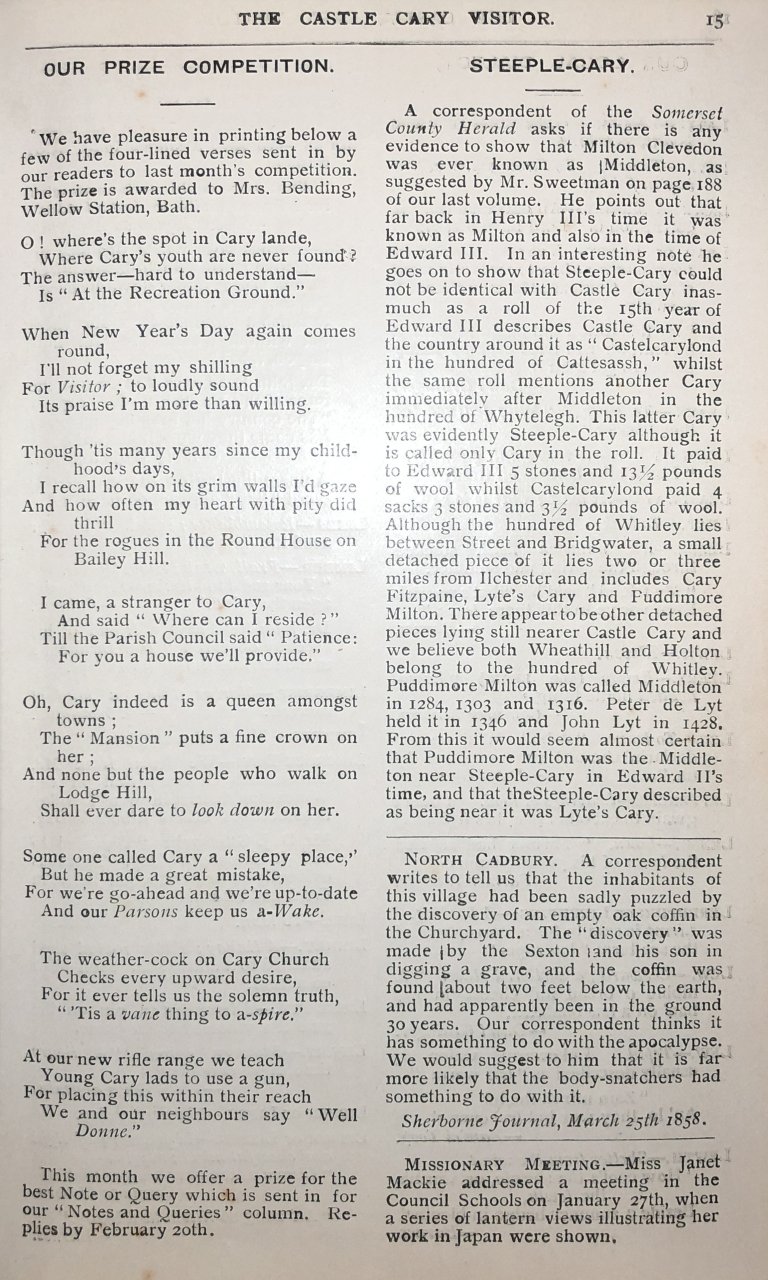 THE CASTLE CARY VISITOR. 15
OUR PRIZE COMPETITION.
We have pleasure in printing below a
few of the four-lined verses sent in by
our readers to last month's competition.
The prize is awarded to Mrs. Bending,
Wellow Station, Bath.
O! where's the spot in Cary lande,
Where Cary's youth are never found?
The answer—hard to understand—
Is "At the Recreation Ground."
When New Year's Day again comes
round,
I'll not forget my shilling
For Visitor; to loudly sound
Its praise I'm more than willing.
Though 'tis many years since my child-
hood's days,
I recall how on its grim walls I'd gaze
And how often my heart with pity did
thrill
For the rogues in the Round House on
Bailey Hill.
I came, a stranger to Cary,
And said "Where can I reside?"
Till the Parish Council said "Patience:
For you a house we'll provide."
Oh, Cary indeed is a queen amongst
towns;
The "Mansion" puts a fine crown on
her;
And none but the people who walk on
Lodge Hill,
Shall ever dare to look down on her.
Some one called Cary a "sleepy place,"
But he made a great mistake,
For we're go-ahead and we're up-to-date
And our Parsons keep us a-Wake.
The weather-cock on Cary Church
Checks every upward desire,
For it ever tells us the solemn truth,
"'Tis a vane thing to a-spire."
At our new rifle range we teach
Young Cary lads to use a gun,
For placing this within their reach
We and our neighbours say "Well
Donne."
This month we offer a prize for the
best Note or Query which is sent in for
our "Notes and Queries" column. Re-
plies by February 20th.
STEEPLE-CARY.
A correspondent of the Somerset
County Herald asks if there is any
evidence to show that Milton Clevedon
was ever known as Middleton, as
suggested by Mr. Sweetman on page 188
of our last volume. He points out that
far back in Henry III's time it was
known as Milton and also in the time of
Edward III. In an interesting note he
goes on to show that Steeple-Cary could
not be identical with Castle Cary inas-
much as a roll of the 15th year of
Edward III describes Castle Cary and
the country around it as "Castelcarylond
in the hundred of Cattesassh," whilst
the same roll mentions another Cary
immediately after Middleton in the
hundred of Whytelegh. This latter Cary
was evidently Steeple-Cary although it
is called only Cary in the roll. It paid
to Edward III 5 stones and 13½ pounds
of wool whilst Castelcarylond paid 4
sacks 3 stones and 3½ pounds of wool.
Although the hundred of Whitley lies
between Street and Bridgwater, a small
detached piece of it lies two or three
miles from Ilchester and includes Cary
Fitzpaine, Lyte's Cary and Puddimore
Milton. There appear to be other detached
pieces lying still nearer Castle Cary and
we believe both Wheathill and Holton
belong to the hundred of Whitley.
Puddimore Milton was called Middleton
in 1284, 1303 and 1316. Peter de Lyt
held it in 1346 and John Lyt in 1428.
From this it would seem almost certain
that Puddimore Milton was the Middle-
ton near Steeple-Cary in Edward II's
time, and that the Steeple-Cary described
as being near it was Lyte's Cary.
NORTH CADBURY. A correspondent
writes to tell us that the inhabitants of
this village had been sadly puzzled by
the discovery of an empty oak coffin in
the Churchyard. The "discovery" was
made by the Sexton and his son in
digging a grave, and the coffin was
found about two feet below the earth,
and had apparently been in the ground
30 years. Our correspondent thinks it
has something to do with the apocalypse.
We would suggest to him that it is far
more likely that the body-snatchers had
something to do with it.
Sherborne Journal, March 25th 1858.
MISSIONARY MEETING.—Miss Janet
Mackie addressed a meeting in the
Council Schools on January 27th, when
a series of lantern views illustrating her
work in Japan were shown.